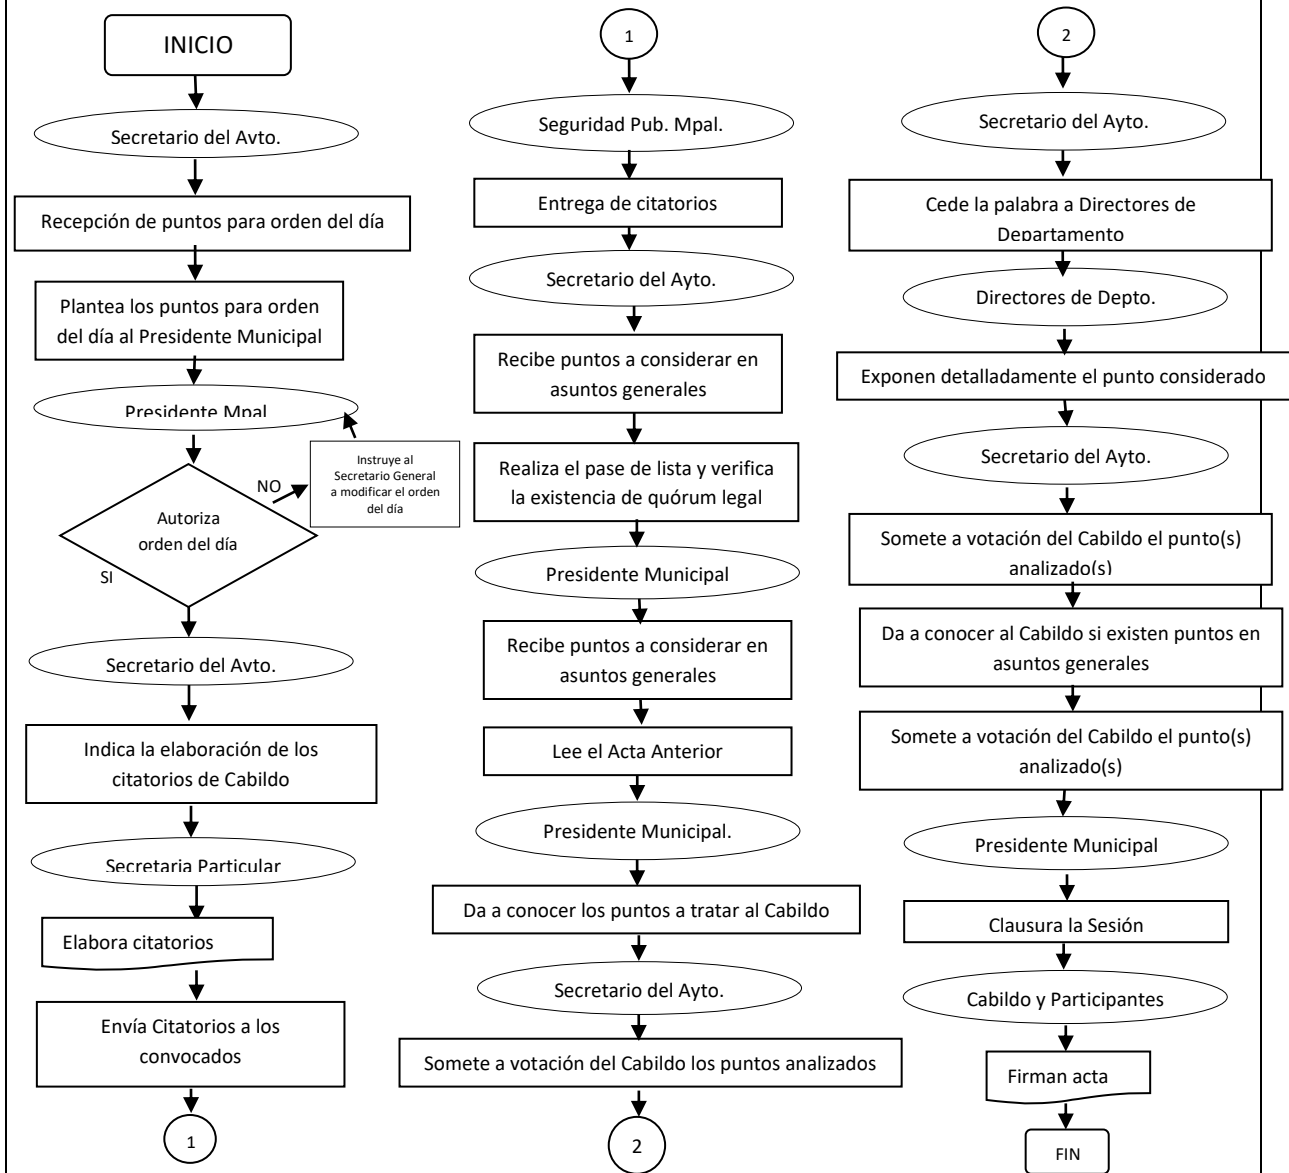 INICIO
Secretario del Ayto.
Recepción de puntos para orden del día
Plantea los puntos para orden
del día al Presidente Municipal
Presidente Mpal
Instruye al
Secretario General
a modificar el orden
del día
NO
Autoriza
orden del día
SI
Secretario del Ayto.
Indica la elaboración de los
citatorios de Cabildo
Secretaria Particular
Elabora citatorios
Envía Citatorios a los
convocados
1
1
Seguridad Pub. Mpal.
Entrega de citatorios
Secretario del Ayto.
Recibe puntos a considerar en
asuntos generales
Realiza el pase de lista y verifica
la existencia de quórum legal
Presidente Municipal
Recibe puntos a considerar en
asuntos generales
Lee el Acta Anterior
Presidente Municipal.
Da a conocer los puntos a tratar al Cabildo
Secretario del Ayto.
Somete a votación del Cabildo los puntos analizados
2
2
Secretario del Ayto.
Cede la palabra a Directores de
Departamento
Directores de Depto.
Exponen detalladamente el punto considerado
Secretario del Ayto.
Somete a votación del Cabildo el punto(s)
analizado(s)
Da a conocer al Cabildo si existen puntos en
asuntos generales
Somete a votación del Cabildo el punto(s)
analizado(s)
Presidente Municipal
Clausura la Sesión
Cabildo y Participantes
Firman acta
FIN